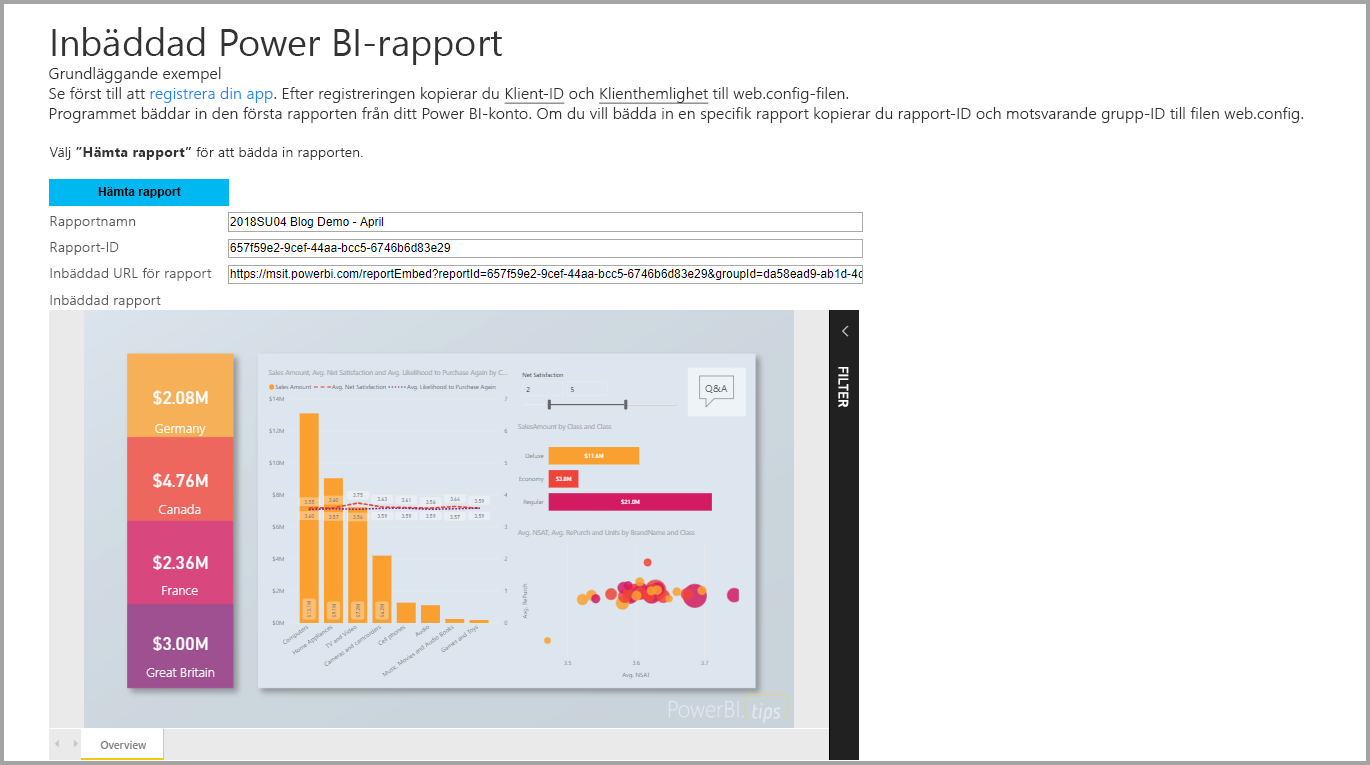 Inbäddad Power BI-rapport
Grundläggande exempel
Se först till att registrera din app. Efter registreringen kopierar du Klient-ID och Klienthemlighet till web.config-filen.
Programmet bäddar in den första rapporten från ditt Power BI-konto. Om du vill bädda in en specifik rapport kopierar du rapport-ID och motsvarande grupp-ID till filen web.config.
Välj ”Hämta rapport” för att bädda in rapporten.
Hämta rapport
Rapportnamn 2018SU04 Blog Demo - April
Rapport-ID 657f59e2-9cef-44aa-bcc5-6746b6d83e29
Inbäddad URL för rapport https://msit.powerbi.com/reportEmbed?reportId=657f59e2-9cef-44aa-bcc5-6746b6d83e29&groupId=da58ead9-ab1d-4c
Inbäddad rapport
$2.08M
Germany
$4.76M
Canada
$2.36M
France
$3.00M
Great Britain
Sales Amount, Avg. Net Satisfaction and Avg. Likelihood to Purchase Again by C...
Sales Amount Avg. Net Satisfaction Avg. Likelihood to Purchase Again
$14M 7
$12M 6
$10M 5
$8M 4
$6M 3
$4M 2
$2M 1
$0M 0
3.75 3.63 3.61 3.56 3.64 3.59
3.60 3.57 3.56 3.59 3.59 3.59 3.57 3.59
Computers
Home Appliances
TV and Video
Cameras and camcorders
Cell phones
Audio
Music, Movies and Audio Books
Games and Toys
Net Satisfaction
2 5
Q&A
SalesAmount by Class and Class
Deluxe $11.6M
Economy $3.8M
Regular $21.0M
Avg. NSAT, Avg. RePurch and Units by BrandName and Class
Avg. RePurch
3.5 3.6 3.7
Avg. NSAT
PowerBI.tips
FILTER
Overview